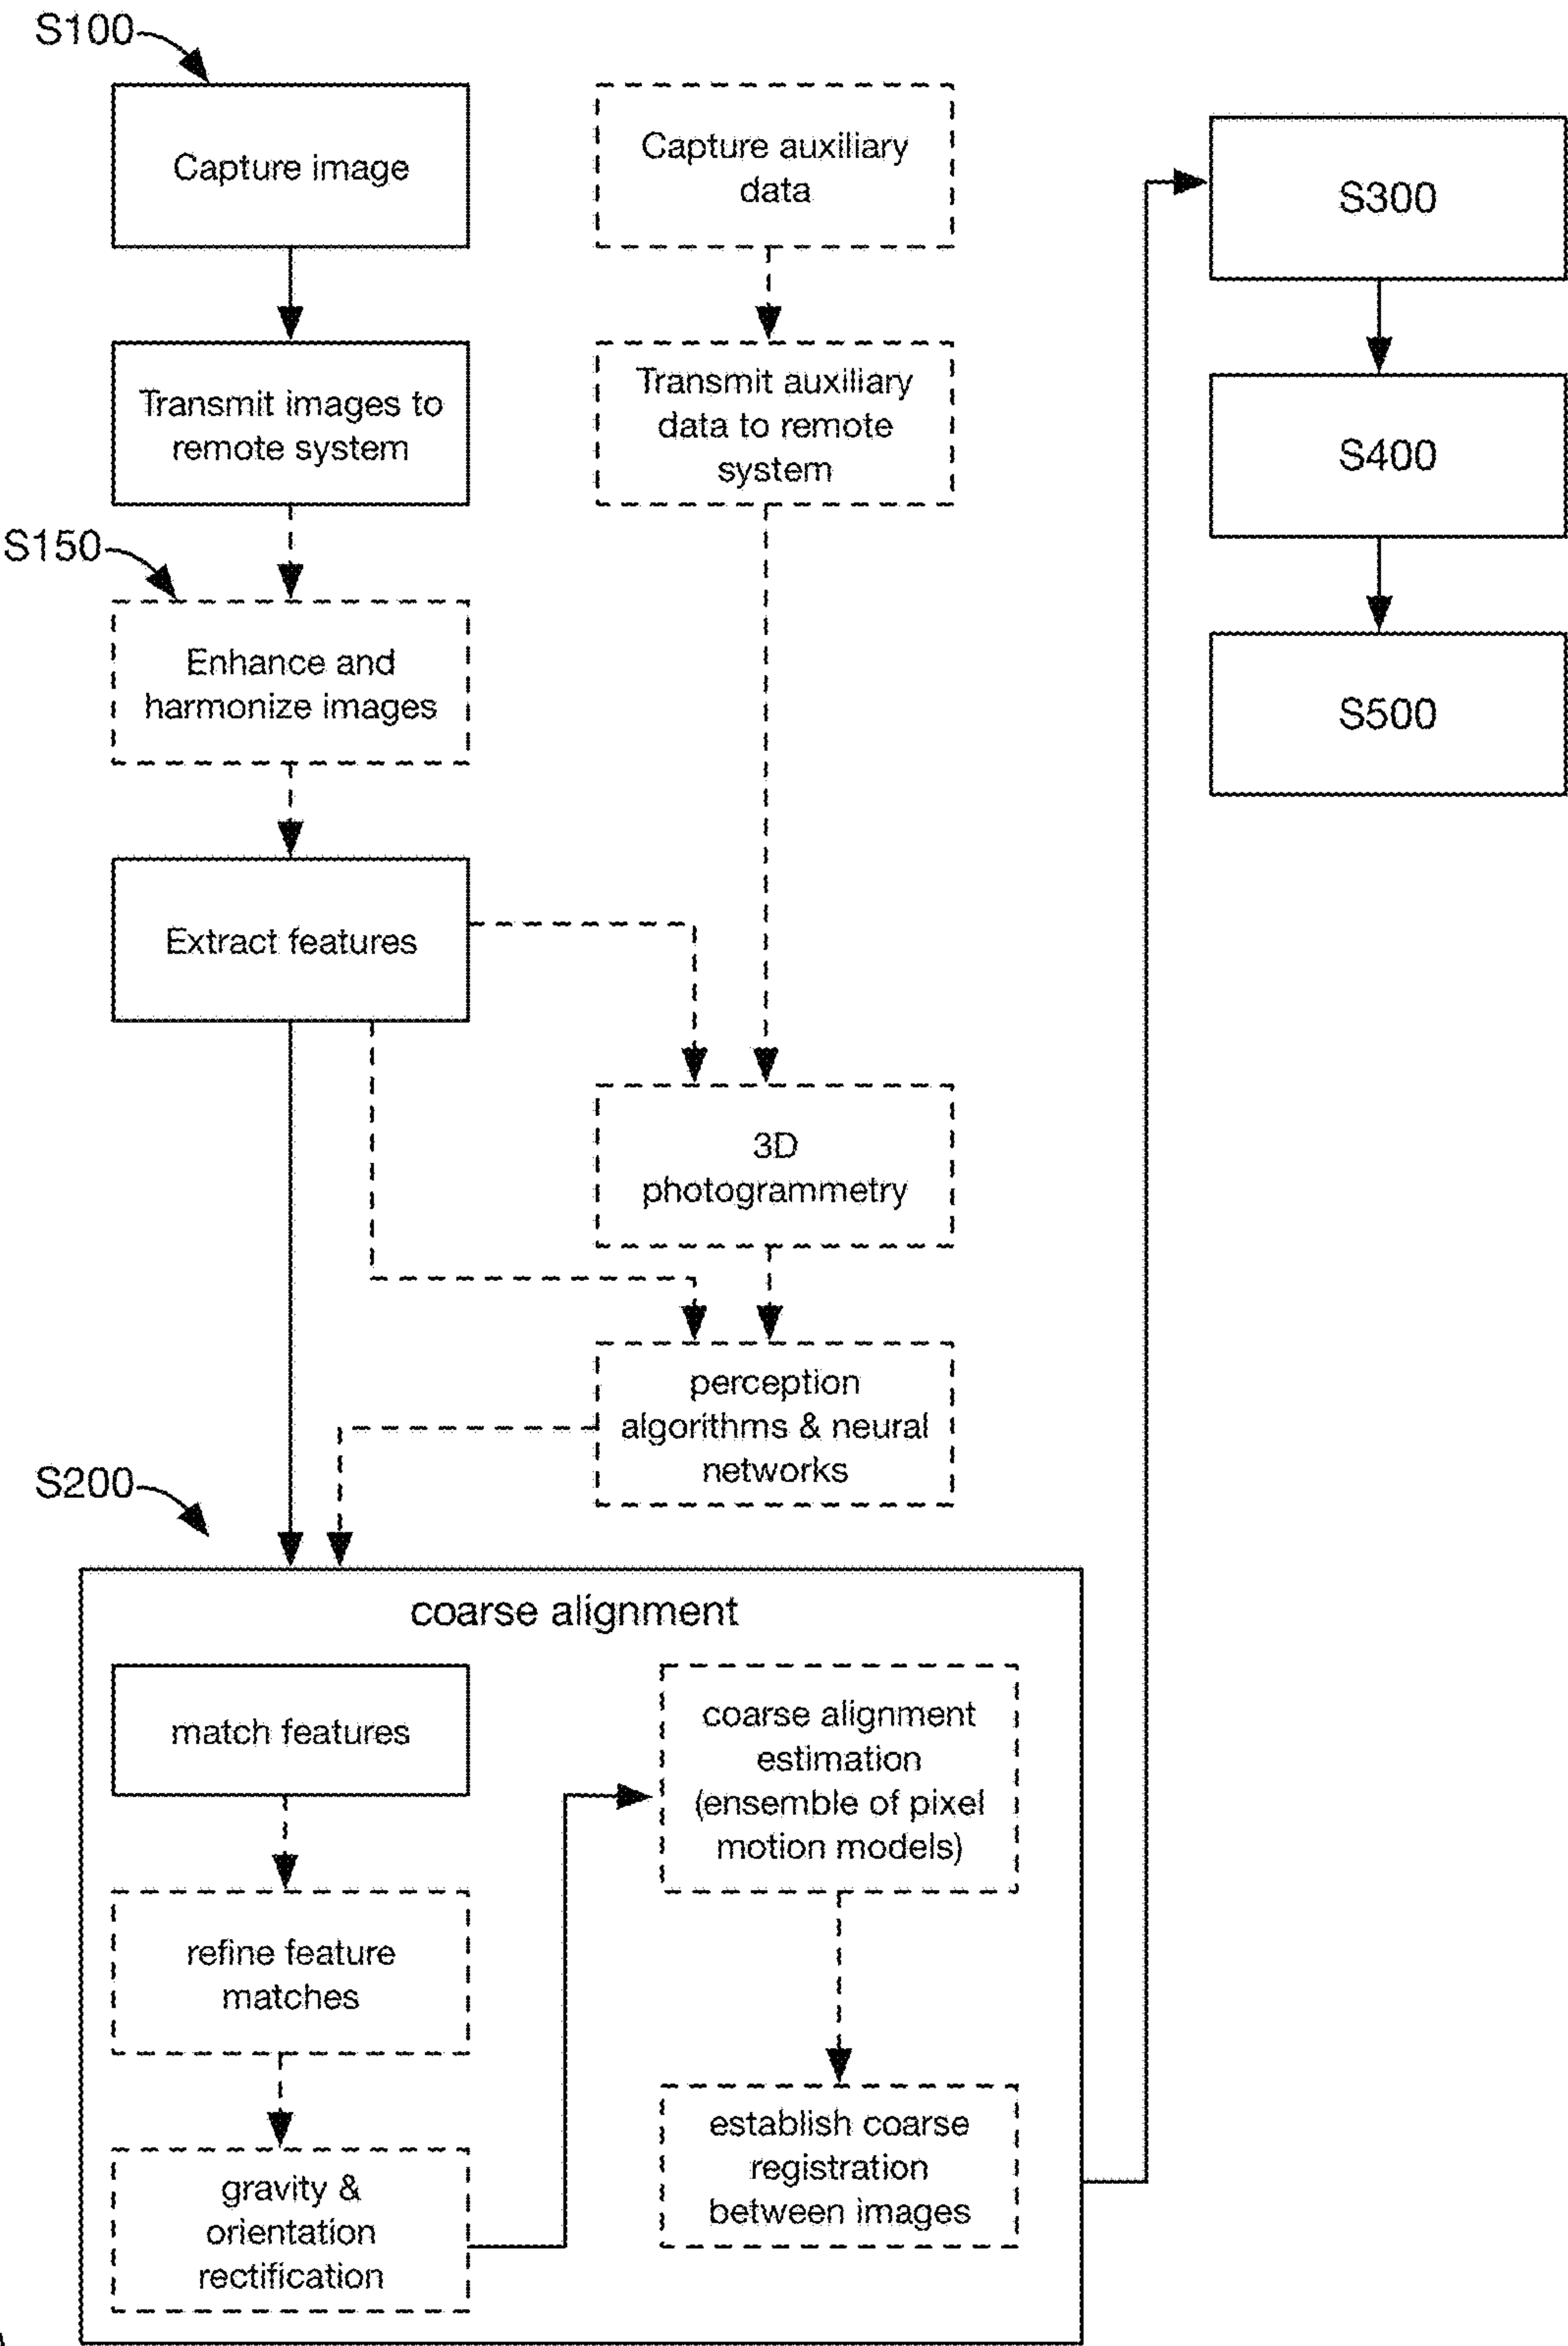 S100
Capture image
Transmit images to
remote system
S150
Enhance and
harmonize images
Extract features
Capture auxiliary
data
Transmit auxiliary
data to remote
system
3D
photogrammetry
perception
algorithms & neural
networks
S200
coarse alignment
match features
refine feature
matches
gravity &
orientation
rectification
coarse alignment
estimation
(ensemble of pixel
motion models)
establish coarse
registration
between images
S300
S400
S500